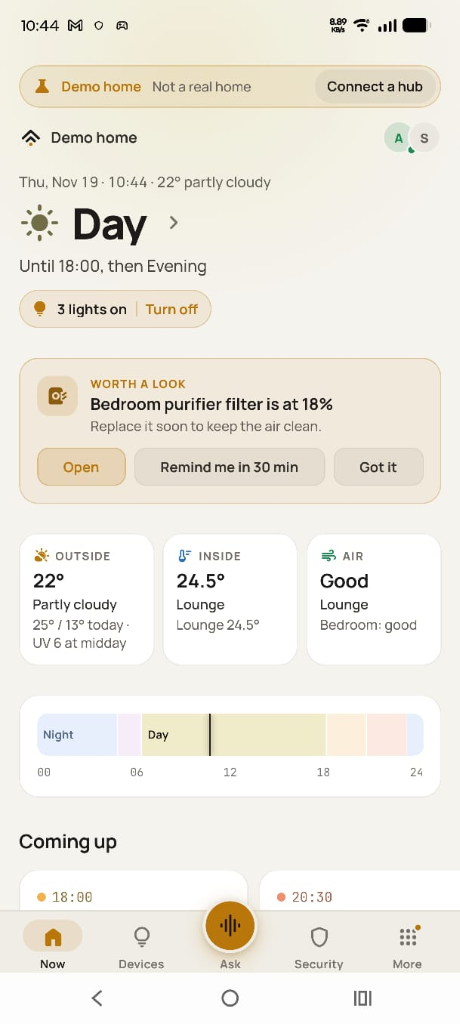 10:44
8.89 KB/s
Demo home Not a real home Connect a hub
Demo home A S
Thu, Nov 19 · 10:44 · 22° partly cloudy
Day
Until 18:00, then Evening
3 lights on Turn off
WORTH A LOOK
Bedroom purifier filter is at 18%
Replace it soon to keep the air clean.
Open Remind me in 30 min Got it
OUTSIDE
22°
Partly cloudy
25° / 13° today ·
UV 6 at midday
INSIDE
24.5°
Lounge
Lounge 24.5°
AIR
Good
Lounge
Bedroom: good
Night Day
00 06 12 18 24
Coming up
18:00 20:30
Now Devices Ask Security More